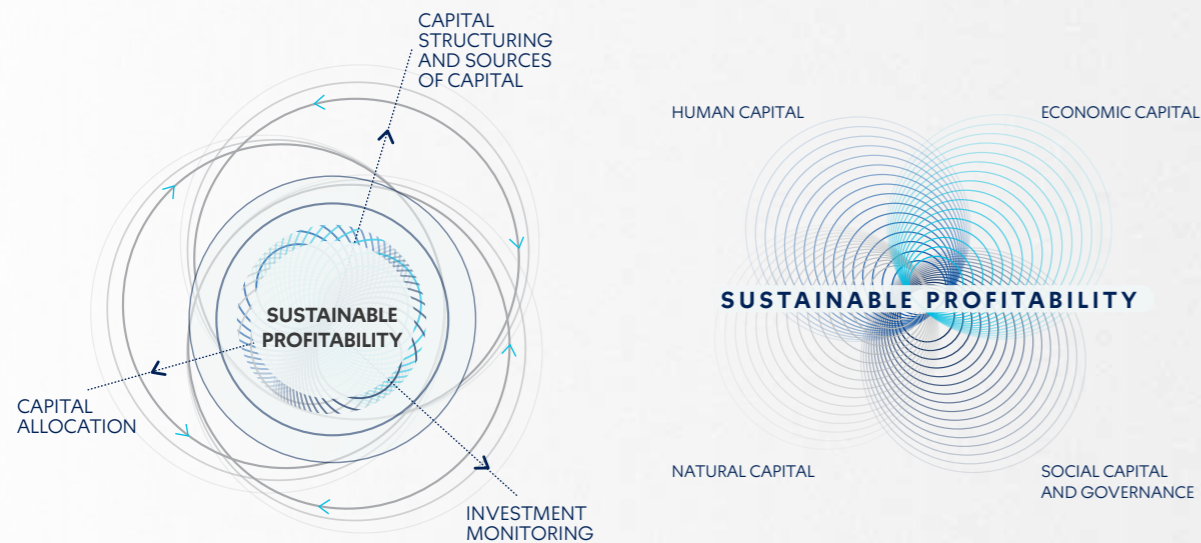 CAPITAL
STRUCTURING
AND SOURCES
OF CAPITAL
SUSTAINABLE
PROFITABILITY
CAPITAL
ALLOCATION
INVESTMENT
MONITORING
HUMAN CAPITAL
ECONOMIC CAPITAL
SUSTAINABLE PROFITABILITY
NATURAL CAPITAL
SOCIAL CAPITAL
AND GOVERNANCE